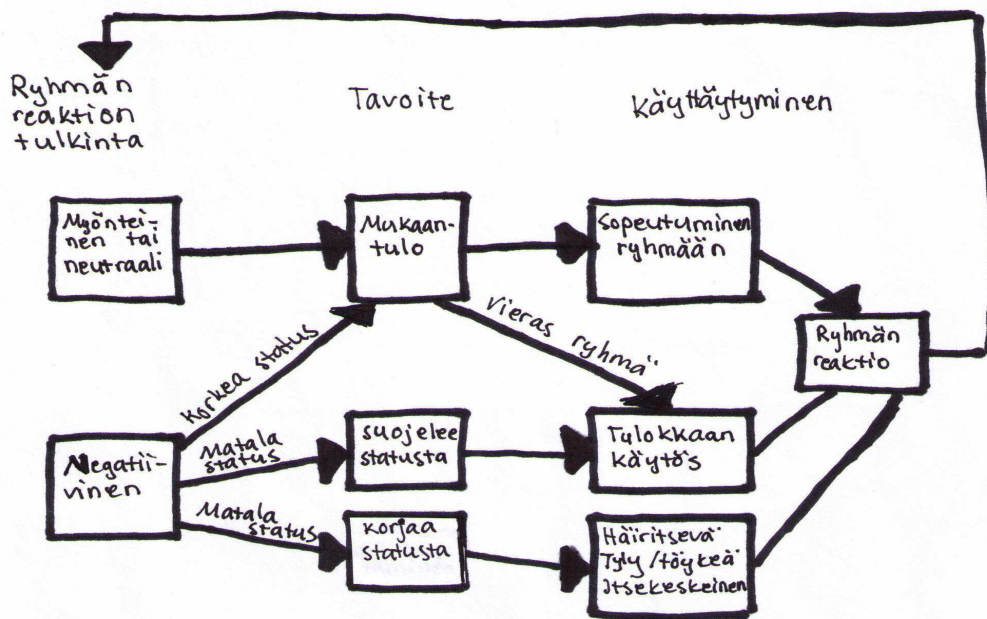 Ryhmän
reaktion
tulkinta
Tavoite
Käyttäytyminen
Myöntei-
nen tai
neutraali
Mukaan-
tulo
Sopeutuminen
ryhmään
Vieras ryhmä
Ryhmän
reaktio
Korkea status
Negatii-
vinen
Matala
status
suojelee
statusta
Tulokkaan
käytös
Matala
status
korjaa
statusta
Häiritsevä
Tyly/töykeä
Itsekeskeinen